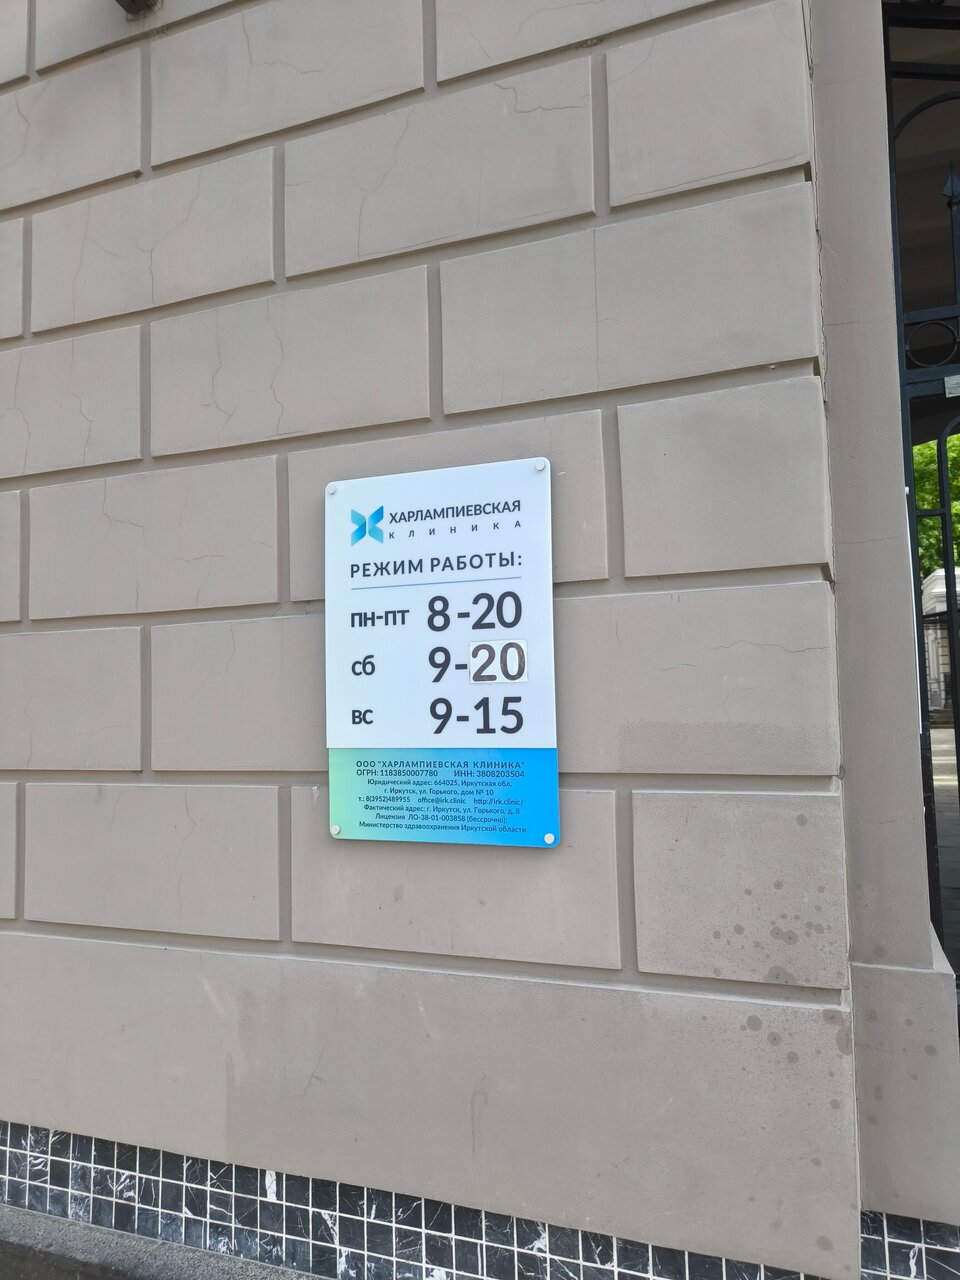 ХАРЛАМПИЕВСКАЯ
КЛИНИКА
РЕЖИМ РАБОТЫ:
пн-пт 8-20
сб 9-20
вс 9-15
ООО "ХАРЛАМПИЕВСКАЯ КЛИНИКА"
ОГРН: 1183850007780 ИНН: 3808203504
Юридический адрес: 664025, Иркутская обл.
г. Иркутск, ул. Горького, дом № 10
т.: 8(3952)489955 office@irk.clinic http://irk.clinic/
Фактический адрес: г. Иркутск, ул. Горького, д. 8
Лицензия ЛО-38-01-003858 (бессрочно);
Министерство здравоохранения Иркутской области